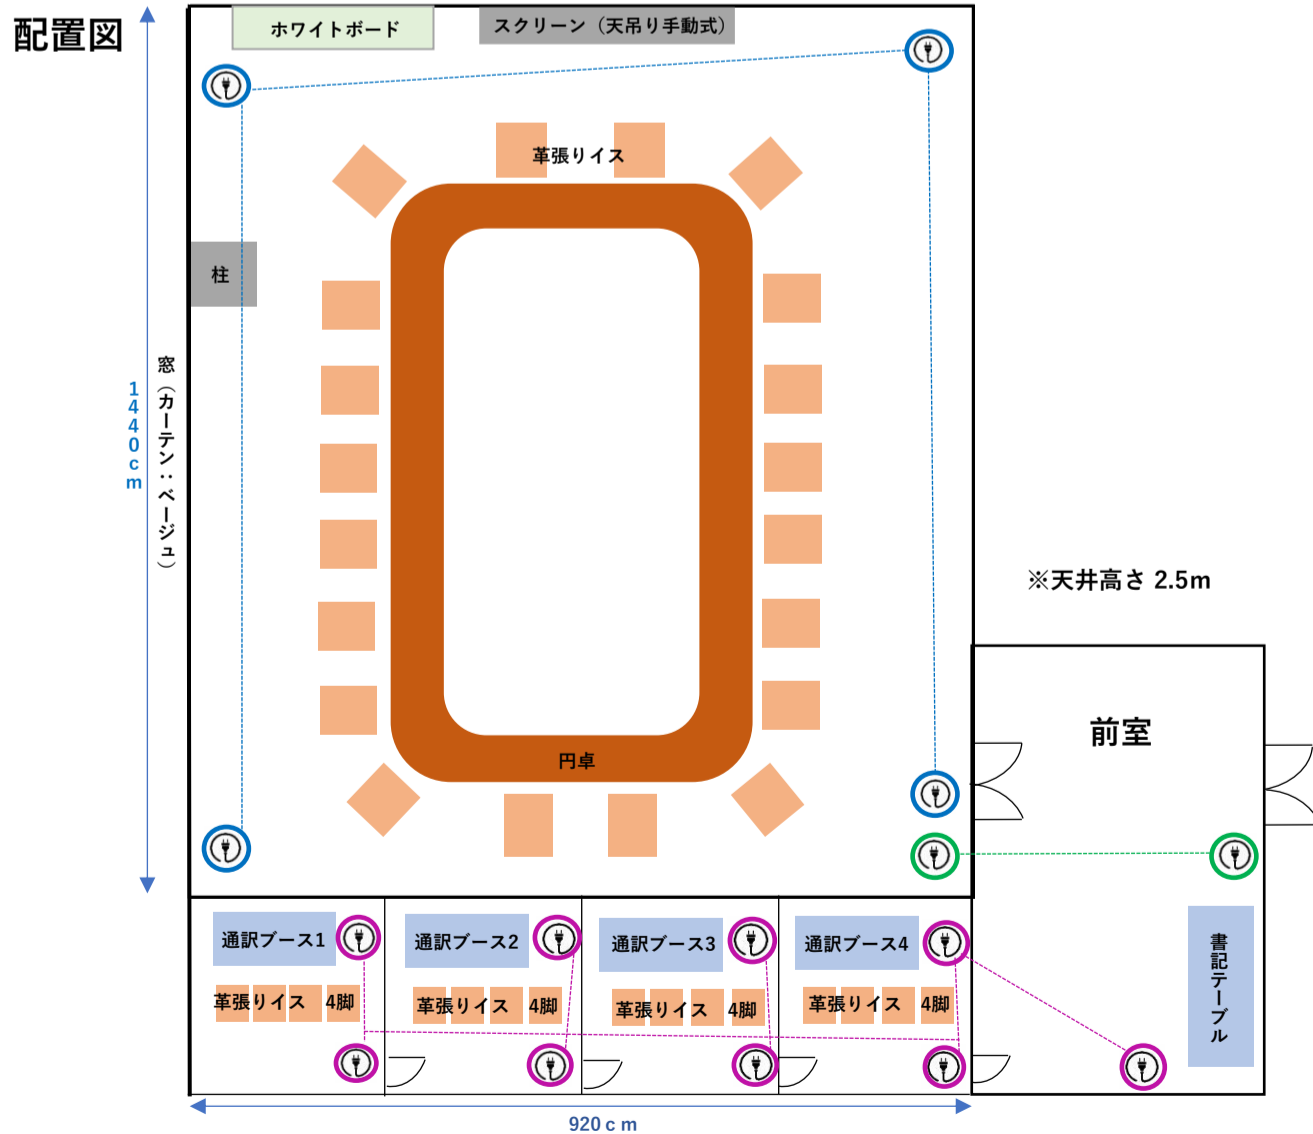 配置図
ホワイトボード
スクリーン（天吊り手動式）
革張りイス
柱
窓（カーテン：ベージュ）
1440cm
※天井高さ 2.5m
前室
円卓
通訳ブース1
通訳ブース2
通訳ブース3
通訳ブース4
革張りイス　4脚
革張りイス　4脚
革張りイス　4脚
革張りイス　4脚
書記テーブル
920ｃｍ